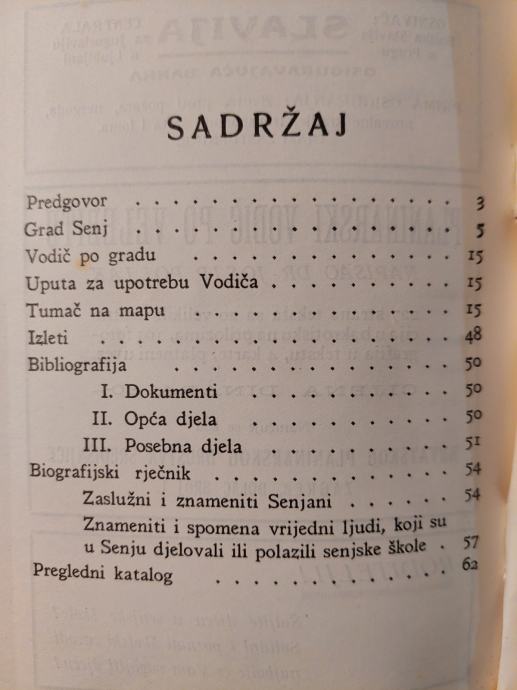 SADRŽAJ
Predgovor . . . . . . . . . . . . . . . 3
Grad Senj . . . . . . . . . . . . . . . 5
Vodič po gradu . . . . . . . . . . . . 15
Uputa za upotrebu Vodiča . . . . . . . . 15
Tumač na mapu . . . . . . . . . . . . 15
Izleti . . . . . . . . . . . . . . . . 48
Bibliografija . . . . . . . . . . . . . 50
I. Dokumenti . . . . . . . . . . 50
II. Opća djela . . . . . . . . . 50
III. Posebna djela . . . . . . . . 51
Biografijski rječnik . . . . . . . . . . 54
Zaslužni i znameniti Senjani . . . . . . 54
Znameniti i spomena vrijedni ljudi, koji su
u Senju djelovali ili polazili senjske škole . 57
Pregledni katalog . . . . . . . . . . . 62